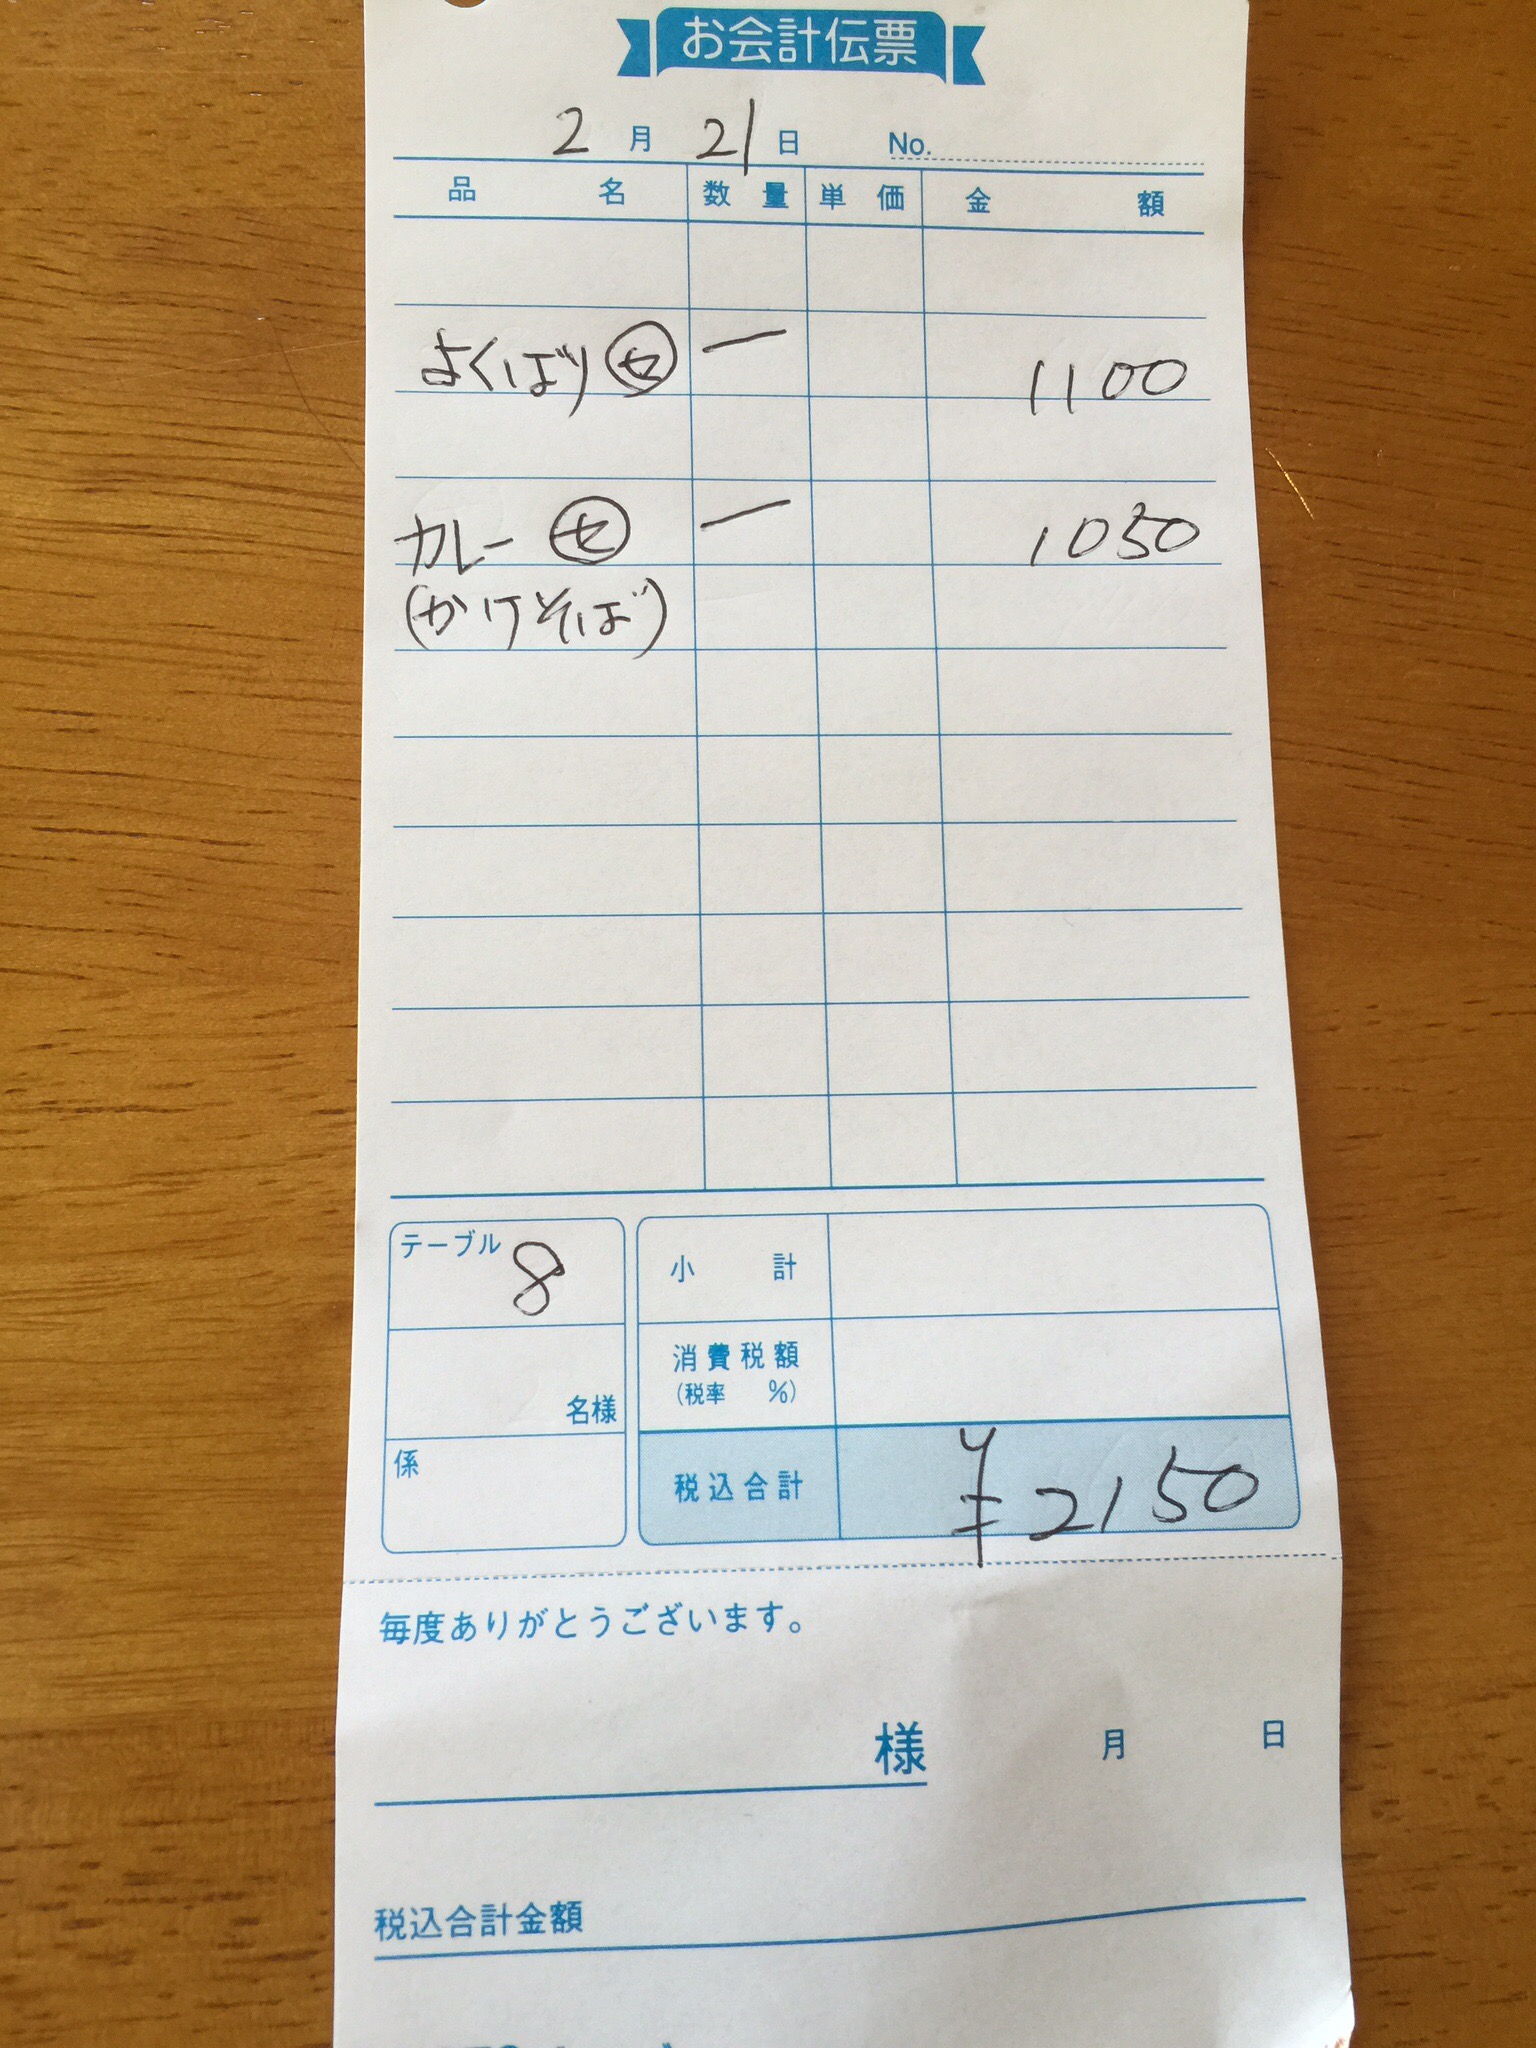 お会計伝票
2月21日 No.
品名 数量 単価 金額
よくばり㋝ 一 1100
カレー㋝ 一 1050
(かけそば)
テーブル 8
名様
係
小計
消費税額
(税率 %)
税込合計 ¥2150
毎度ありがとうございます。
様 月 日
税込合計金額